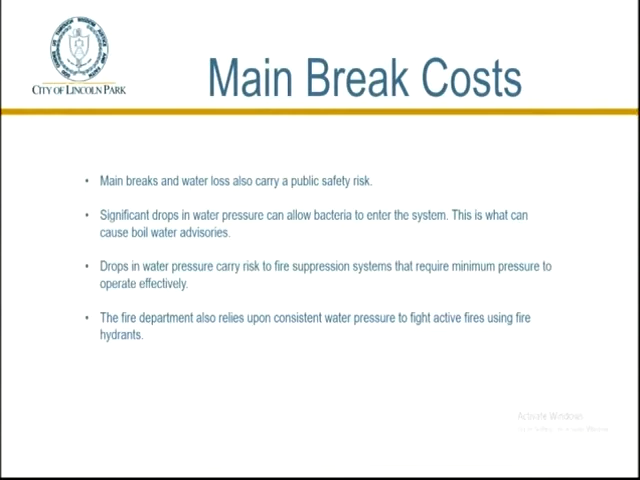 CITY OF LINCOLN PARK
Main Break Costs
• Main breaks and water loss also carry a public safety risk.
• Significant drops in water pressure can allow bacteria to enter the system. This is what can
cause boil water advisories.
• Drops in water pressure carry risk to fire suppression systems that require minimum pressure to
operate effectively.
• The fire department also relies upon consistent water pressure to fight active fires using fire
hydrants.
Activate Windows